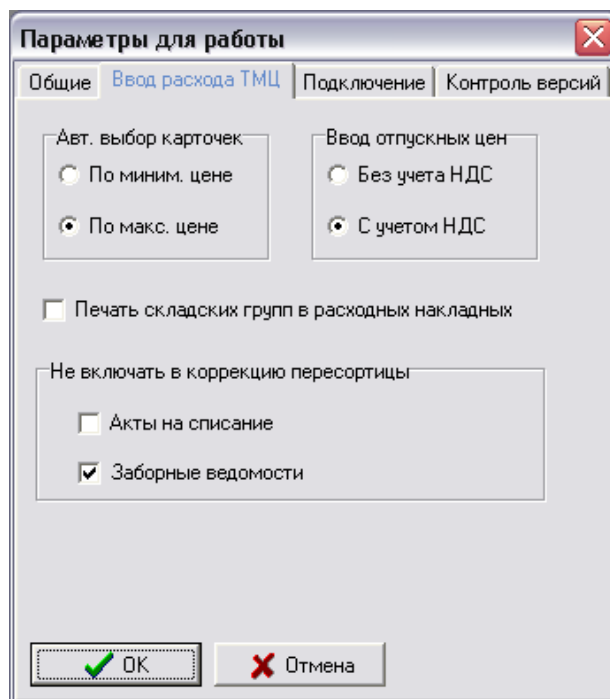 Параметры для работы
Общие Ввод расхода ТМЦ Подключение Контроль версий
Авт. выбор карточек Ввод отпускных цен
По миним. цене Без учета НДС
По макс. цене С учетом НДС
Печать складских групп в расходных накладных
Не включать в коррекцию пересортицы
Акты на списание
Заборные ведомости
OK Отмена